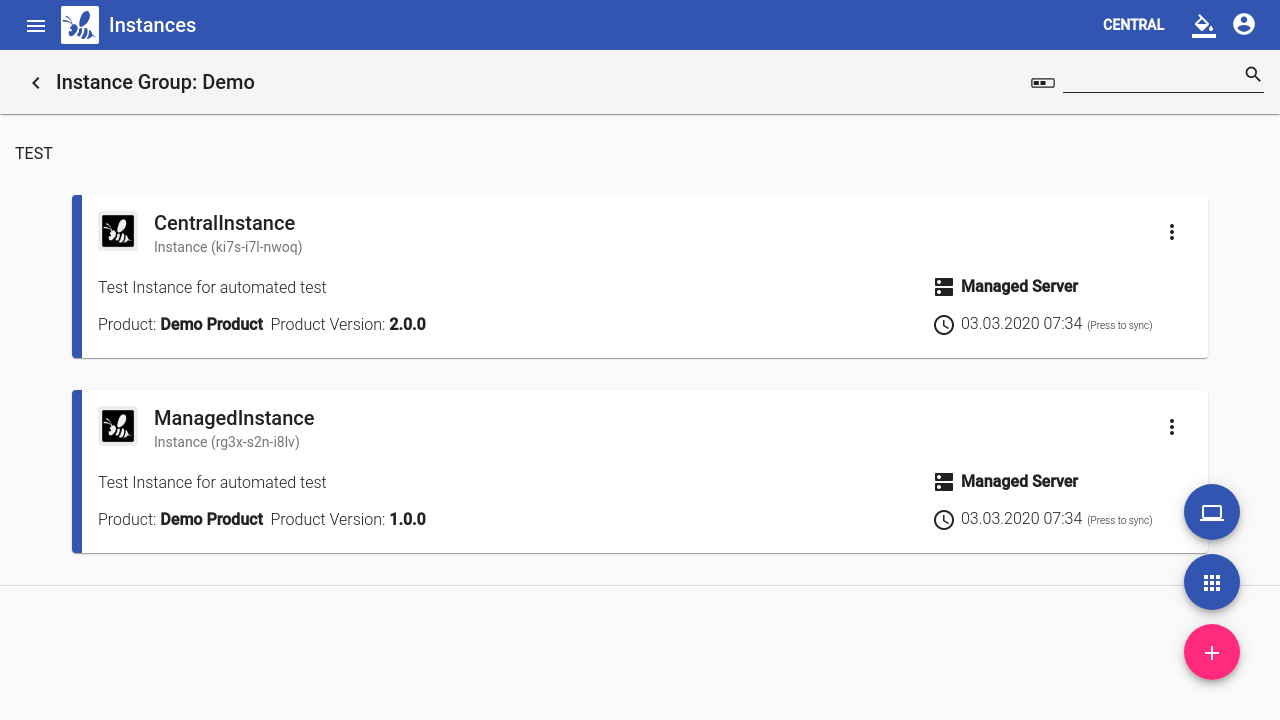 Instances
CENTRAL
Instance Group: Demo
TEST
CentralInstance
Instance (ki7s-i7l-nwoq)
Test Instance for automated test
Managed Server
Product: Demo Product Product Version: 2.0.0
03.03.2020 07:34 (Press to sync)
ManagedInstance
Instance (rg3x-s2n-i8lv)
Test Instance for automated test
Managed Server
Product: Demo Product Product Version: 1.0.0
03.03.2020 07:34 (Press to sync)